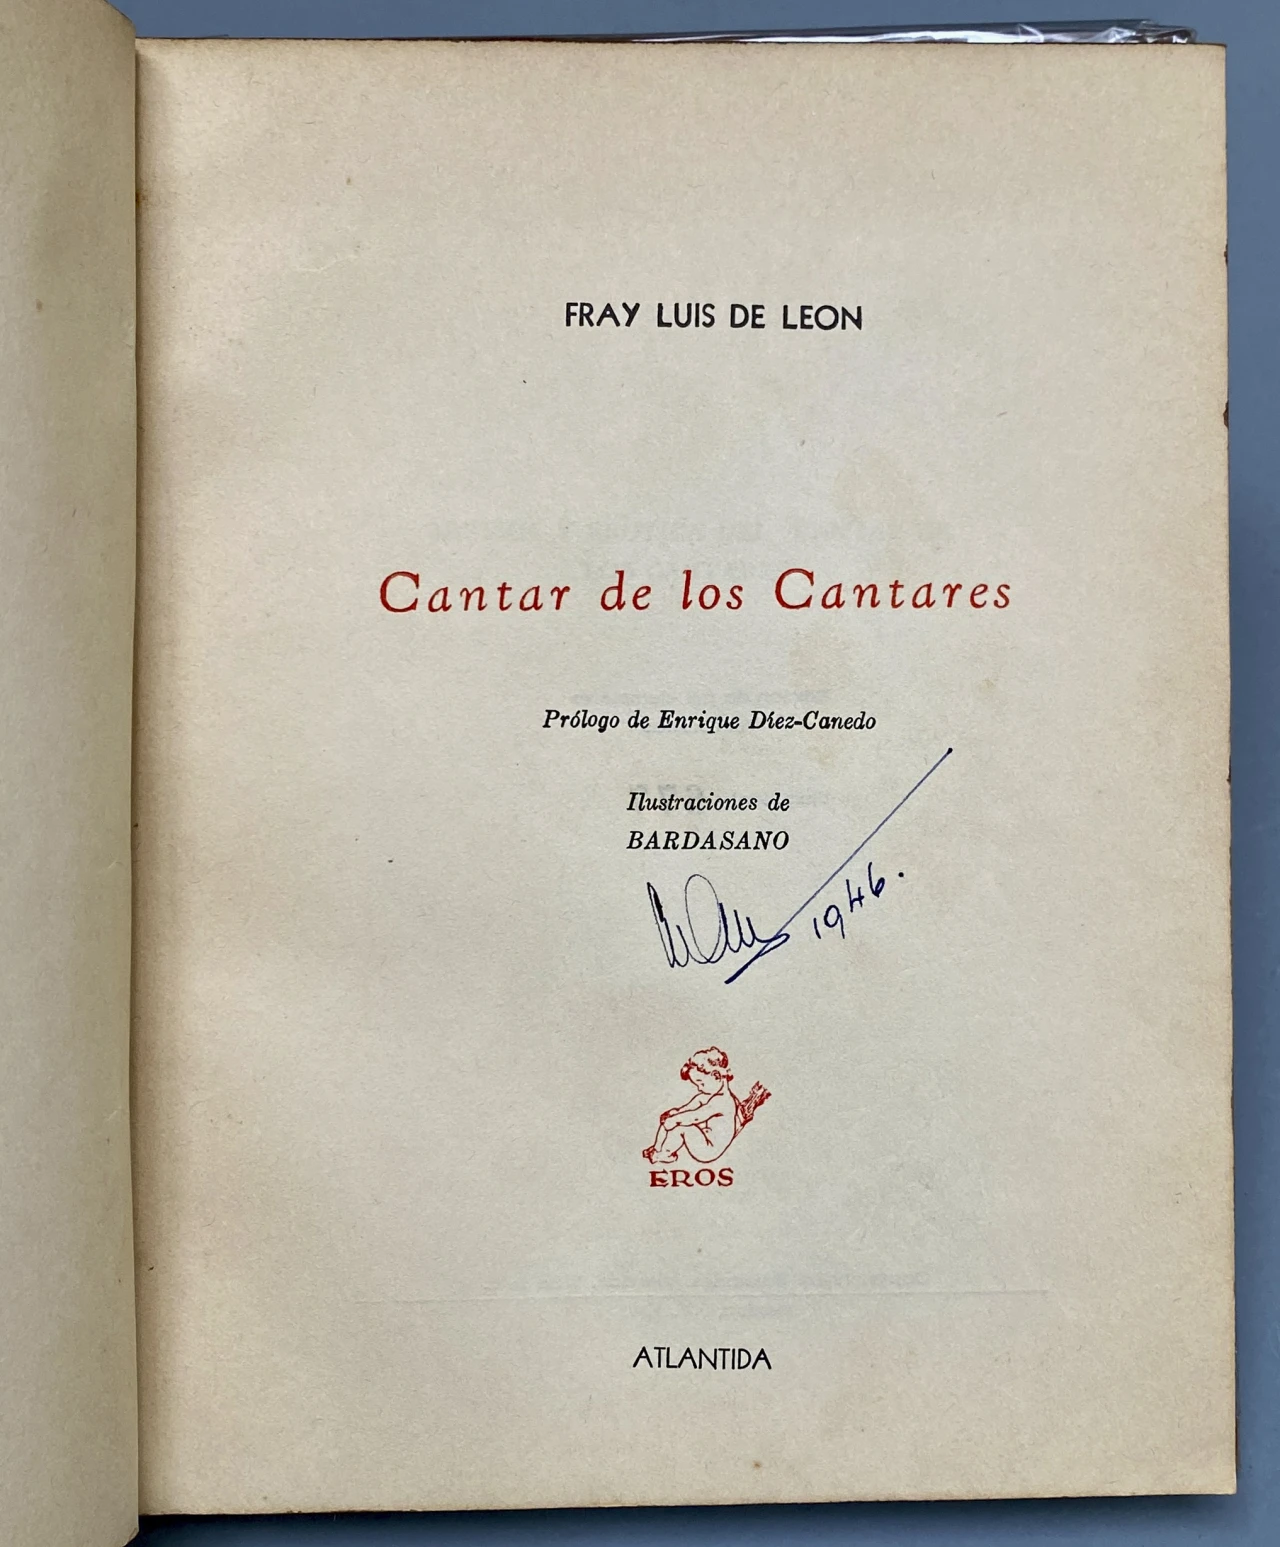 FRAY LUIS DE LEON
Cantar de los Cantares
Prólogo de Enrique Díez-Canedo
Ilustraciones de
BARDASANO
1946.
EROS
ATLANTIDA